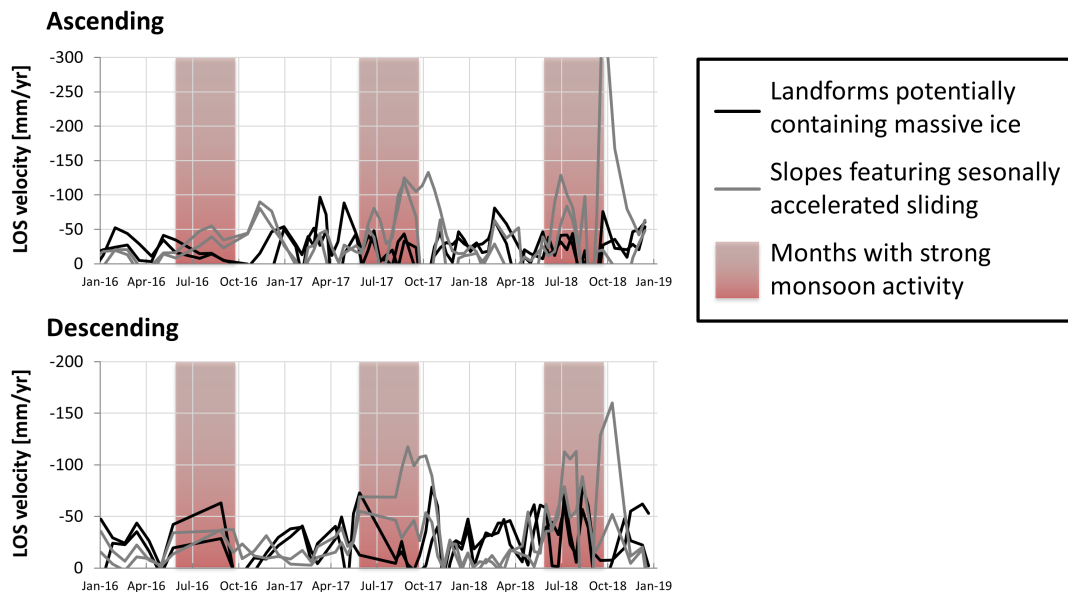 Ascending
LOS velocity [mm/yr]
-300
-250
-200
-150
-100
-50
0
Jan-16 Apr-16 Jul-16 Oct-16 Jan-17 Apr-17 Jul-17 Oct-17 Jan-18 Apr-18 Jul-18 Oct-18 Jan-19
Landforms potentially
containing massive ice
Slopes featuring sesonally
accelerated sliding
Months with strong
monsoon activity
Descending
LOS velocity [mm/yr]
-200
-150
-100
-50
0
Jan-16 Apr-16 Jul-16 Oct-16 Jan-17 Apr-17 Jul-17 Oct-17 Jan-18 Apr-18 Jul-18 Oct-18 Jan-19